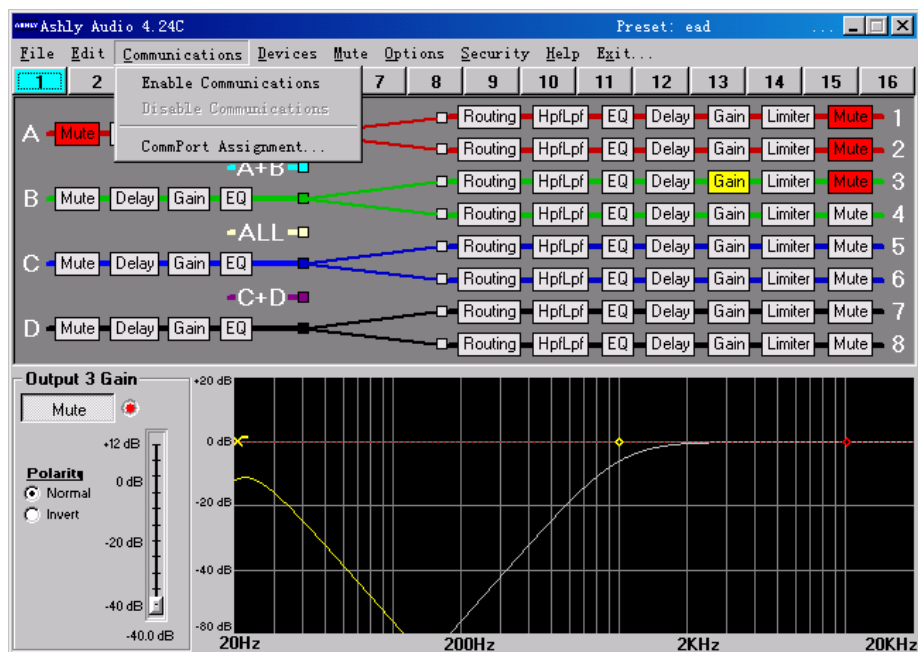 ASHLY Ashly Audio 4.24C Preset: ead ...
File Edit Communications Devices Mute Options Security Help Exit...
1 2 7 8 9 10 11 12 13 14 15 16
Enable Communications
Disable Communications
CommPort Assignment...
Routing HpfLpf EQ Delay Gain Limiter Mute 1
A Mute
Routing HpfLpf EQ Delay Gain Limiter Mute 2
A+B
Routing HpfLpf EQ Delay Gain Limiter Mute 3
B Mute Delay Gain EQ
Routing HpfLpf EQ Delay Gain Limiter Mute 4
ALL
Routing HpfLpf EQ Delay Gain Limiter Mute 5
C Mute Delay Gain EQ
Routing HpfLpf EQ Delay Gain Limiter Mute 6
C+D
Routing HpfLpf EQ Delay Gain Limiter Mute 7
D Mute Delay Gain EQ
Routing HpfLpf EQ Delay Gain Limiter Mute 8
Output 3 Gain
Mute
+12 dB
0 dB
-20 dB
-40 dB
-40.0 dB
Polarity
Normal
Invert
+20 dB
0 dB
-20 dB
-40 dB
-80 dB
20Hz 200Hz 2KHz 20KHz